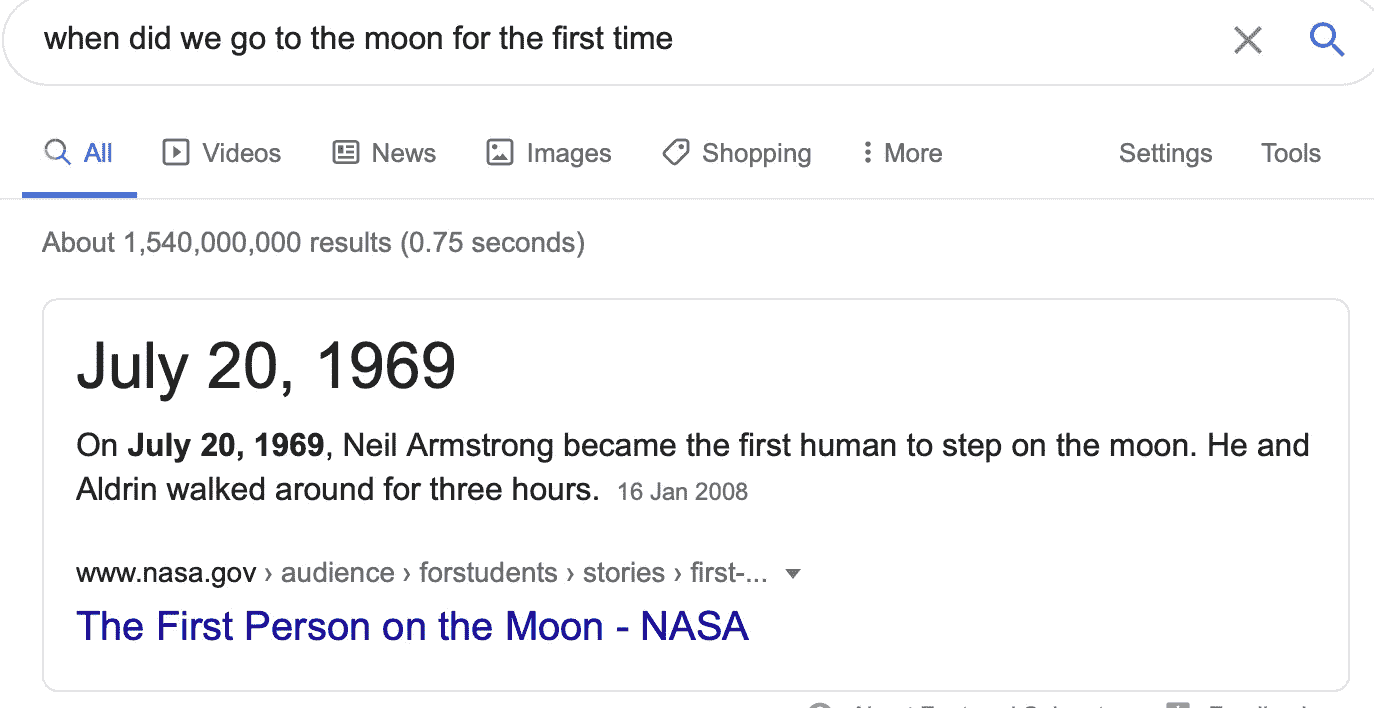 when did we go to the moon for the first time
All Videos News Images Shopping More Settings Tools
About 1,540,000,000 results (0.75 seconds)
July 20, 1969
On July 20, 1969, Neil Armstrong became the first human to step on the moon. He and
Aldrin walked around for three hours. 16 Jan 2008
www.nasa.gov › audience › forstudents › stories › first-...
The First Person on the Moon - NASA